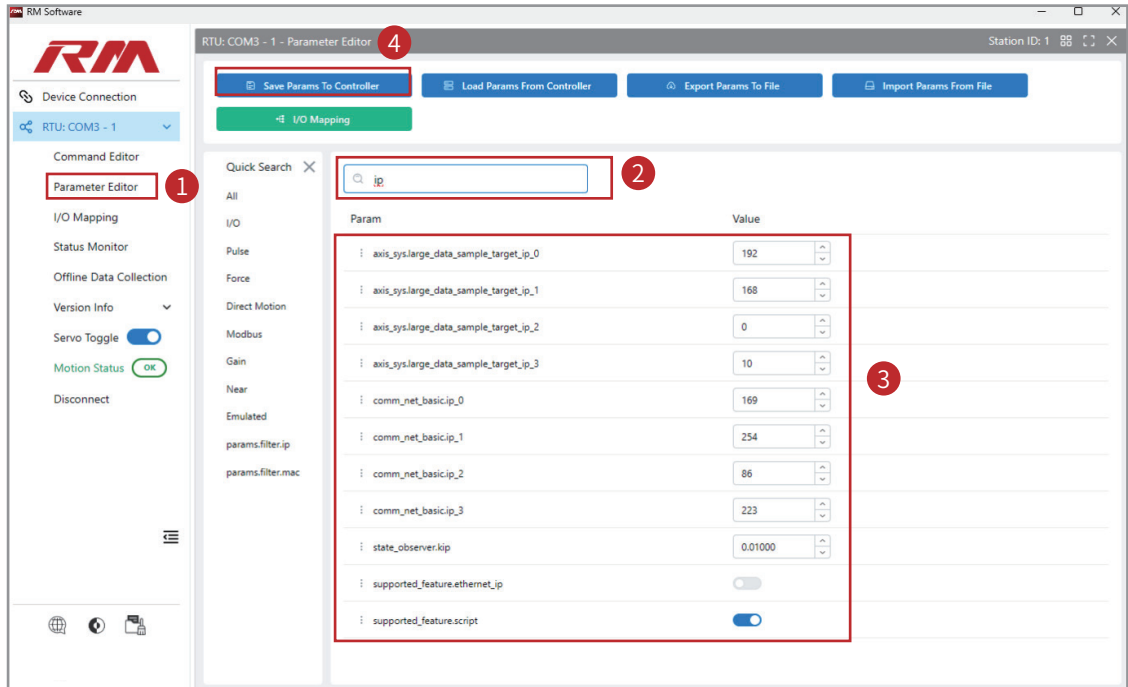 RM RM Software
RM
Device Connection
RTU: COM3 - 1
Command Editor
Parameter Editor
1
I/O Mapping
Status Monitor
Offline Data Collection
Version Info
Servo Toggle
Motion Status OK
Disconnect
RTU: COM3 - 1 - Parameter Editor
4
Station ID: 1
Save Params To Controller
Load Params From Controller
Export Params To File
Import Params From File
I/O Mapping
Quick Search
All
I/O
Pulse
Force
Direct Motion
Modbus
Gain
Near
Emulated
params.filter.ip
params.filter.mac
ip
2
Param Value
axis_sys.large_data_sample_target_ip_0 192
axis_sys.large_data_sample_target_ip_1 168
axis_sys.large_data_sample_target_ip_2 0
axis_sys.large_data_sample_target_ip_3 10
3
comm_net_basic.ip_0 169
comm_net_basic.ip_1 254
comm_net_basic.ip_2 86
comm_net_basic.ip_3 223
state_observer.kip 0.01000
supported_feature.ethernet_ip
supported_feature.script